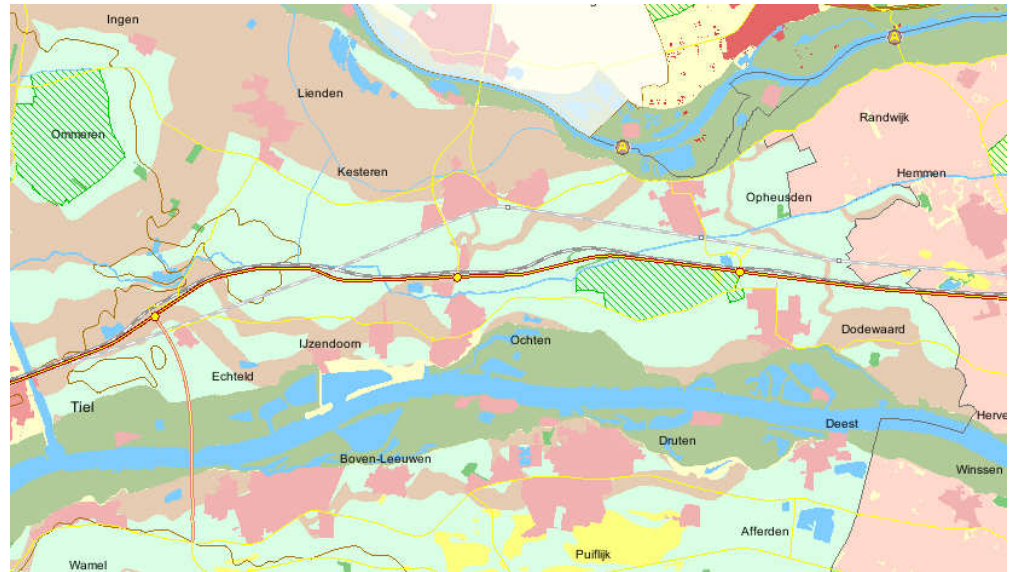 Ingen
Lienden
Ommeren
Randwijk
Kesteren
Hemmen
Opheusden
Dodewaard
IJzendoorn
Ochten
Echteld
Tiel
Deest
Druten
Boven-Leeuwen
Winssen
Afferden
Puiflijk
Wamel
A
A